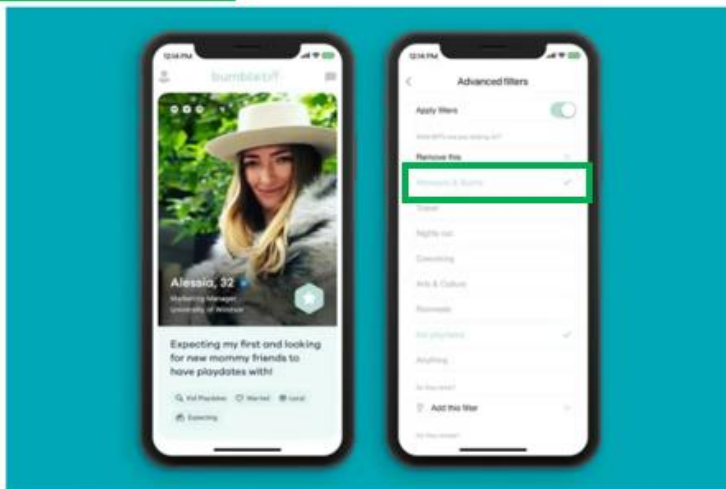 12:14 PM
bumble bff
Alessia, 32
Marketing Manager
University of Windsor
Expecting my first and looking
for new mommy friends to
have playdates with!
Kid Playdates
Married
Local
Expecting
12:14 PM
Advanced filters
Apply filters
Remove this
Travel
Nights out
Coworking
Arts & Culture
Roommate
Kid playdates
Anything
Add this filter